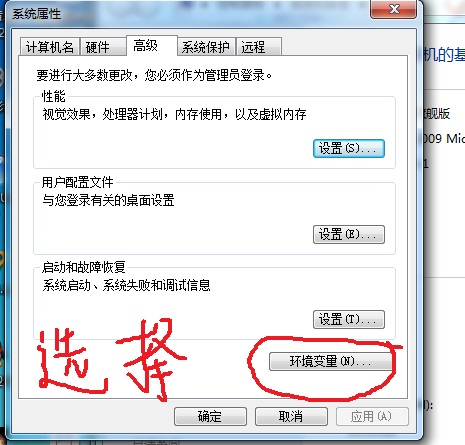 系统属性
计算机名 硬件 高级 系统保护 远程
要进行大多数更改，您必须作为管理员登录。
性能
视觉效果，处理器计划，内存使用，以及虚拟内存
设置(S)...
用户配置文件
与您登录有关的桌面设置
设置(E)...
启动和故障恢复
系统启动、系统失败和调试信息
设置(T)...
选择
环境变量(N)...
确定 取消 应用(A)
机的基
舰版
009 Mic
1